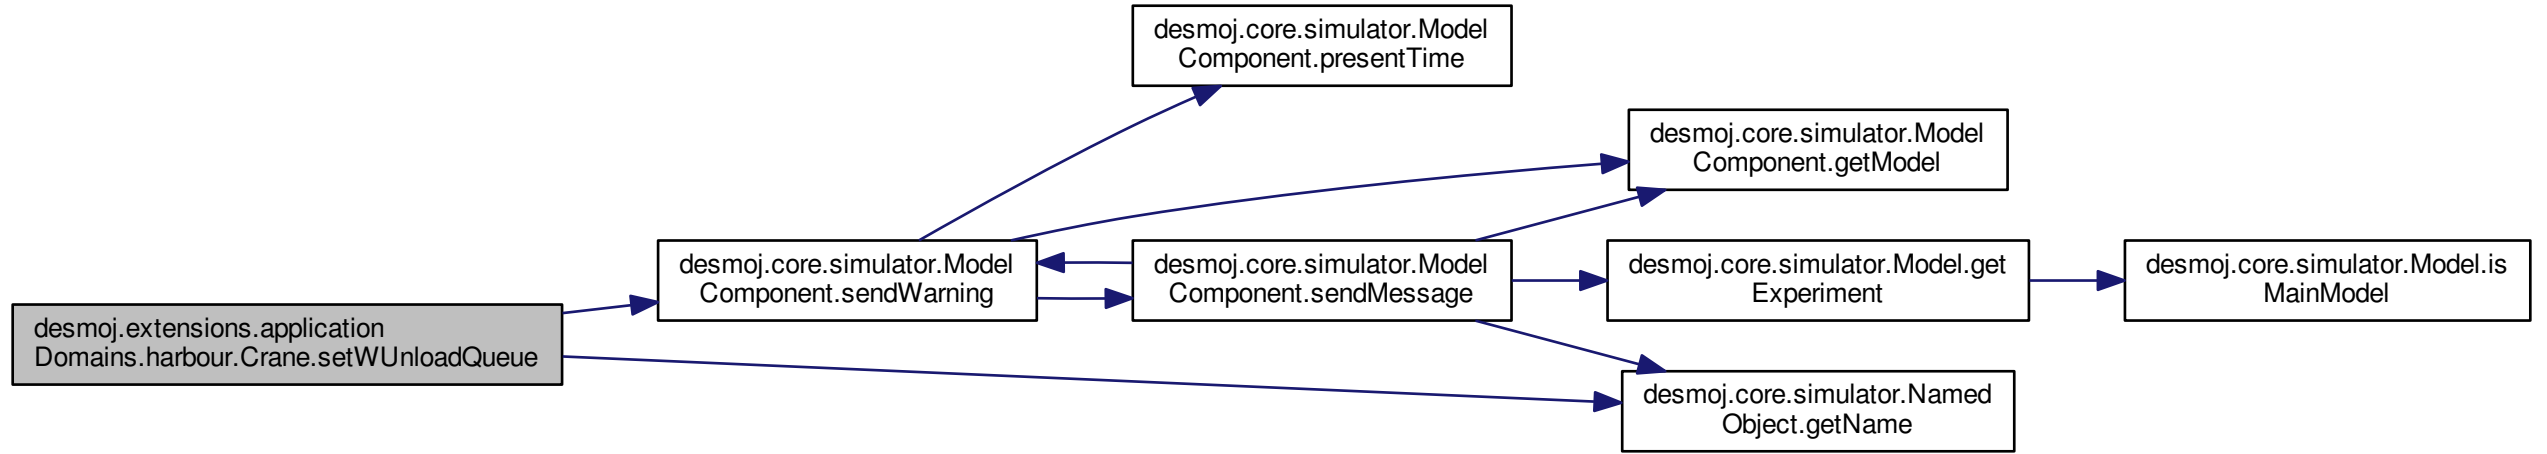 desmoj.core.simulator.Model
Component.presentTime
desmoj.core.simulator.Model
Component.getModel
desmoj.core.simulator.Model
Component.sendWarning
desmoj.core.simulator.Model
Component.sendMessage
desmoj.core.simulator.Model.get
Experiment
desmoj.core.simulator.Model.is
MainModel
desmoj.extensions.application
Domains.harbour.Crane.setWUnloadQueue
desmoj.core.simulator.Named
Object.getName